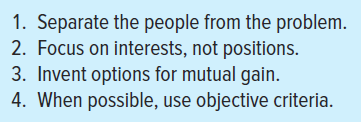 1. Separate the people from the problem.
2. Focus on interests, not positions.
3. Invent options for mutual gain.
4. When possible, use objective criteria.